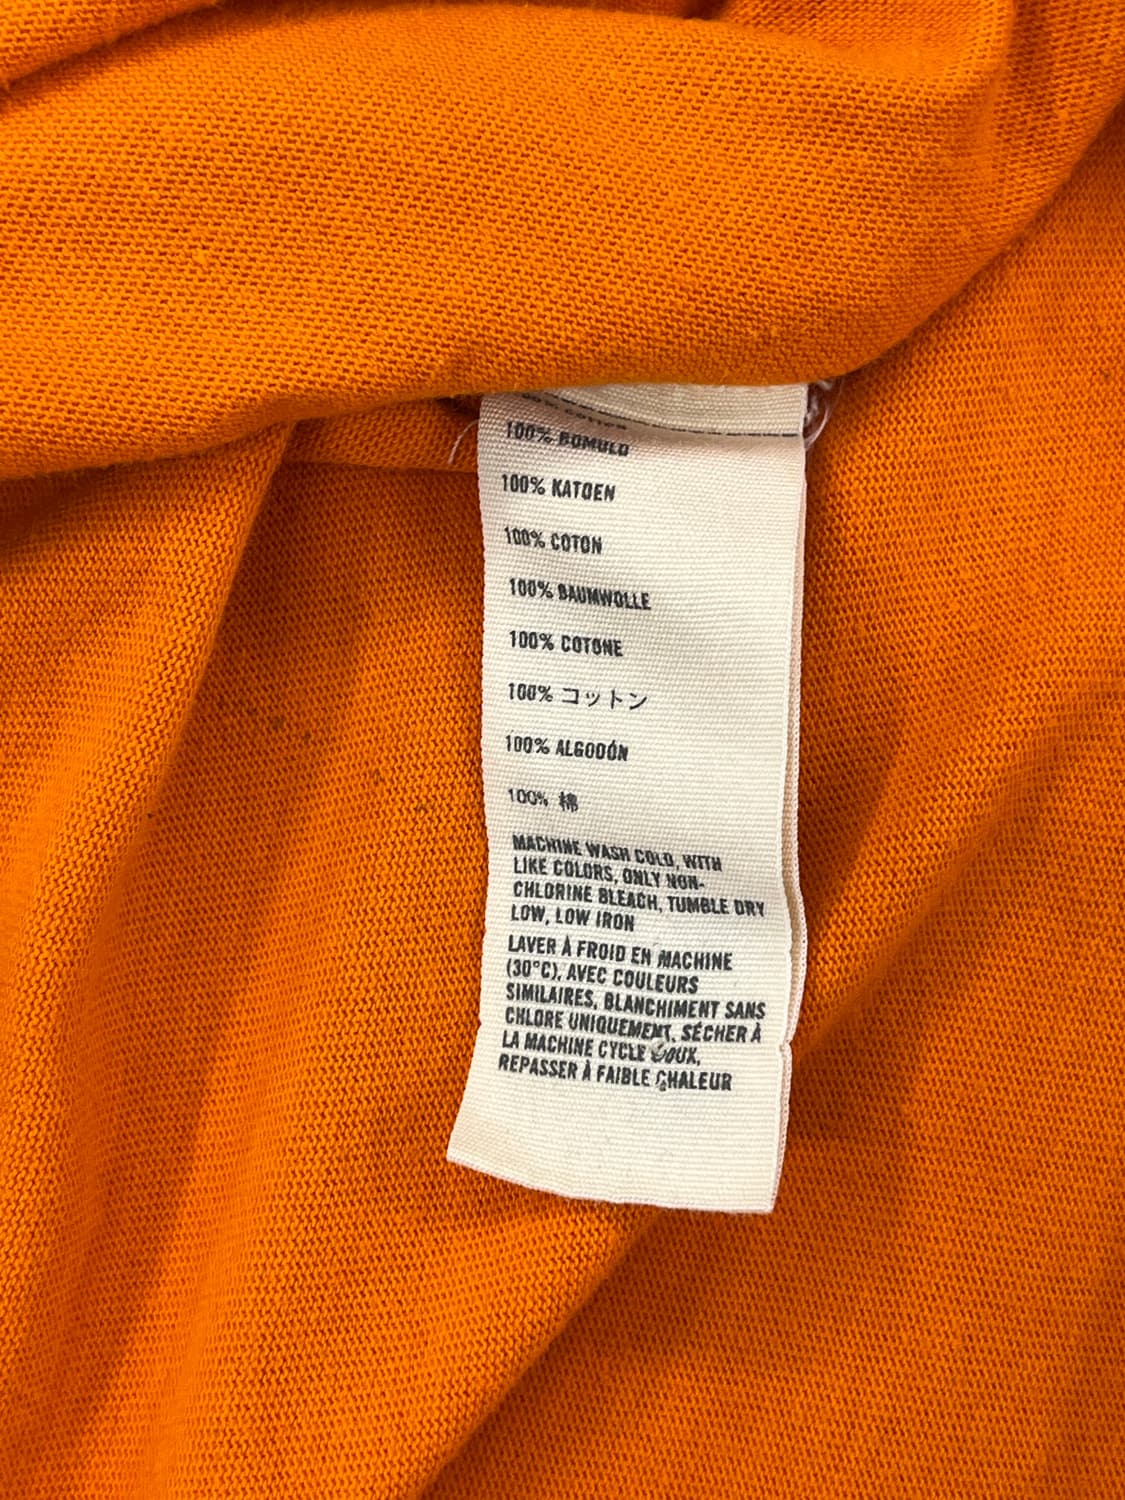 100% COTTON
100% BOMULD
100% KATOEN
100% COTON
100% BAUMWOLLE
100% COTONE
100% コットン
100% ALGODÓN
100% 棉
MACHINE WASH COLD, WITH
LIKE COLORS, ONLY NON-
CHLORINE BLEACH, TUMBLE DRY
LOW, LOW IRON
LAVER À FROID EN MACHINE
(30°C), AVEC COULEURS
SIMILAIRES, BLANCHIMENT SANS
CHLORE UNIQUEMENT, SÉCHER À
LA MACHINE CYCLE DOUX,
REPASSER À FAIBLE CHALEUR